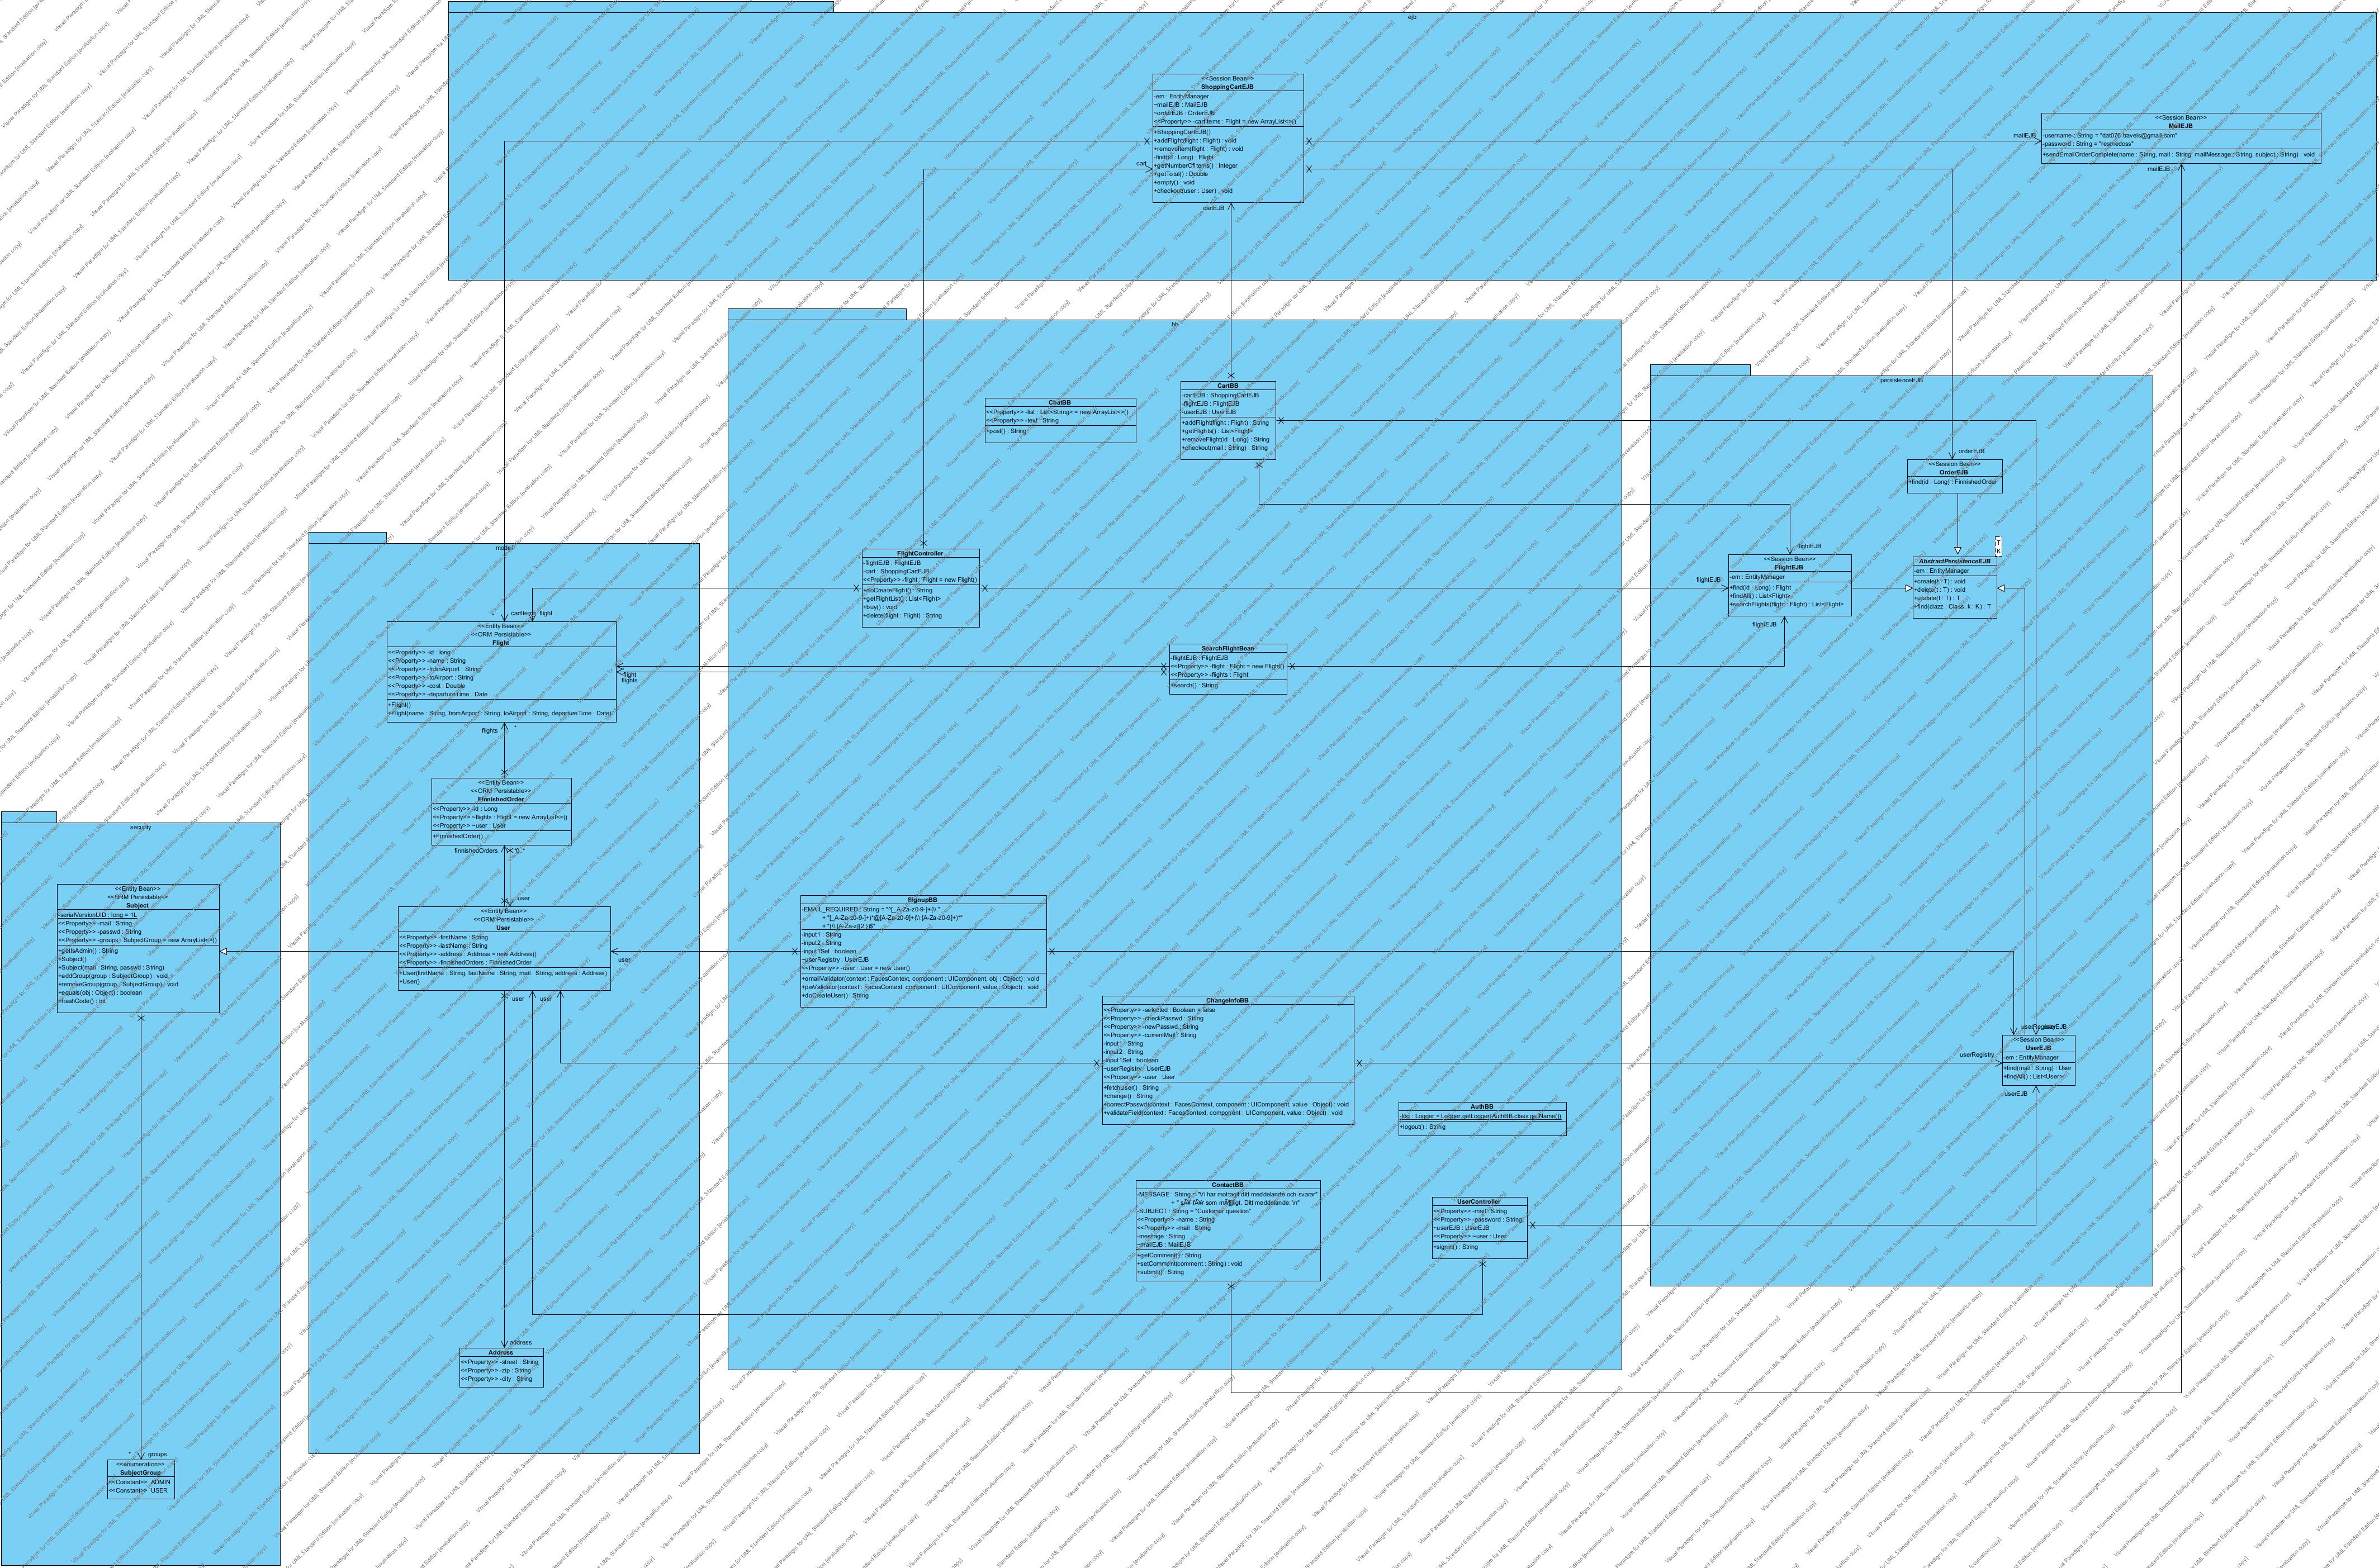 ejb
<<Session Bean>>
ShoppingCartEJB
-em : EntityManager
~mailEJB : MailEJB
~orderEJB : OrderEJB
<<Property>> -cartItems : Flight = new ArrayList<>()
+ShoppingCartEJB()
+addFlight(flight : Flight) : void
+removeItem(flight : Flight) : void
-find(id : Long) : Flight
+getNumberOfItems() : Integer
+getTotal() : Double
+empty() : void
+checkout(user : User) : void
cart
cartEJB
mailEJB
<<Session Bean>>
MailEJB
-username : String = "dat076.travels@gmail.com"
+sendEmailOrderComplete(name : String, mail : String, mailMessage : String, subject : String) : void
mailEJB
bb
ChatBB
<<Property>> -list : List<String> = new ArrayList<>()
<<Property>> -text : String
+post() : String
CartBB
-cartEJB : ShoppingCartEJB
-flightEJB : FlightEJB
-userEJB : UserEJB
+addFlight(flight : Flight) : String
+getFlights() : List<Flight>
+removeFlight(id : Long) : String
+checkout(mail : String) : String
FlightController
-flightEJB : FlightEJB
-cart : ShoppingCartEJB
<<Property>> -flight : Flight = new Flight()
+doCreateFlight() : String
+getFlightList() : List<Flight>
+buy() : void
+delete(flight : Flight) : String
SearchFlightBean
-flightEJB : FlightEJB
<<Property>> -flight : Flight = new Flight()
<<Property>> -flights : Flight
+search() : String
SignupBB
-EMAIL_REQUIRED : String = "^[_A-Za-z0-9-]+(\\."
+ "[_A-Za-z0-9-]+)*@[A-Za-z0-9]+(\\.[A-Za-z0-9]+)*"
+ "(\\.[A-Za-z]{2,})$"
-input1 : String
-input2 : String
-input1Set : boolean
~userRegistry : UserEJB
<<Property>> -user : User = new User()
+emailValidator(context : FacesContext, component : UIComponent, obj : Object) : void
+pwValidator(context : FacesContext, component : UIComponent, value : Object) : void
+doCreateUser() : String
ChangeInfoBB
<<Property>> -selected : Boolean = false
<<Property>> -checkPasswd : String
<<Property>> -newPasswd : String
<<Property>> -currentMail : String
-input1 : String
-input2 : String
-input1Set : boolean
~userRegistry : UserEJB
<<Property>> -user : User
+fetchUser() : String
+change() : String
+correctPasswd(context : FacesContext, component : UIComponent, value : Object) : void
+validateField(context : FacesContext, component : UIComponent, value : Object) : void
AuthBB
-log : Logger = Logger.getLogger(AuthBB.class.getName())
+logout() : String
ContactBB
-MESSAGE : String = "Vi har mottagit ditt meddelande och svarar"
-SUBJECT : String = "Customer question"
<<Property>> -name : String
<<Property>> -mail : String
-message : String
~mailEJB : MailEJB
+getComment() : String
+setComment(comment : String) : void
+submit() : String
UserController
<<Property>> -mail : String
<<Property>> -password : String
~userEJB : UserEJB
<<Property>> ~user : User
+signin() : String
persistenceEJB
orderEJB
<<Session Bean>>
OrderEJB
+find(id : Long) : FinnishedOrder
flightEJB
<<Session Bean>>
FlightEJB
-em : EntityManager
+find(id : Long) : Flight
+findAll() : List<Flight>
+searchFlights(flight : Flight) : List<Flight>
flightEJB
flightEJB
T
K
AbstractPersistenceEJB
-em : EntityManager
+create(t : T) : void
+delete(t : T) : void
+update(t : T) : T
+find(clazz : Class, k : K) : T
userRegistry
userEJB
userRegistry
<<Session Bean>>
UserEJB
-em : EntityManager
+find(mail : String) : User
+findAll() : List<User>
userEJB
model
*
cartItems
flight
<<Entity Bean>>
<<ORM Persistable>>
Flight
<<Property>> -id : long
<<Property>> -name : String
<<Property>> -fromAirport : String
<<Property>> -toAirport : String
<<Property>> -cost : Double
<<Property>> -departureTime : Date
+Flight()
+Flight(name : String, fromAirport : String, toAirport : String, departureTime : Date)
flight
flights
flights
*
<<Entity Bean>>
<<ORM Persistable>>
FinnishedOrder
<<Property>> -id : Long
<<Property>> ~flights : Flight = new ArrayList<>()
<<Property>> ~user : User
+FinnishedOrder()
finnishedOrders
user
<<Entity Bean>>
<<ORM Persistable>>
User
<<Property>> -firstName : String
<<Property>> -lastName : String
<<Property>> -address : Address = new Address()
<<Property>> -finnishedOrders : FinnishedOrder
+User(firstName : String, lastName : String, mail : String, address : Address)
+User()
user
user
user
address
Address
<<Property>> -street : String
<<Property>> -zip : String
<<Property>> -city : String
security
<<Entity Bean>>
<<ORM Persistable>>
Subject
-serialVersionUID : long = 1L
<<Property>> -mail : String
<<Property>> -passwd : String
<<Property>> -groups : SubjectGroup = new ArrayList<>()
+getIsAdmin() : String
+Subject()
+Subject(mail : String, passwd : String)
+addGroup(group : SubjectGroup) : void
+removeGroup(group : SubjectGroup) : void
+equals(obj : Object) : boolean
+hashCode() : int
*
groups
<<enumeration>>
SubjectGroup
<<Constant>> ADMIN
<<Constant>> USER
Visual Paradigm for UML Standard Edition [evaluation copy]